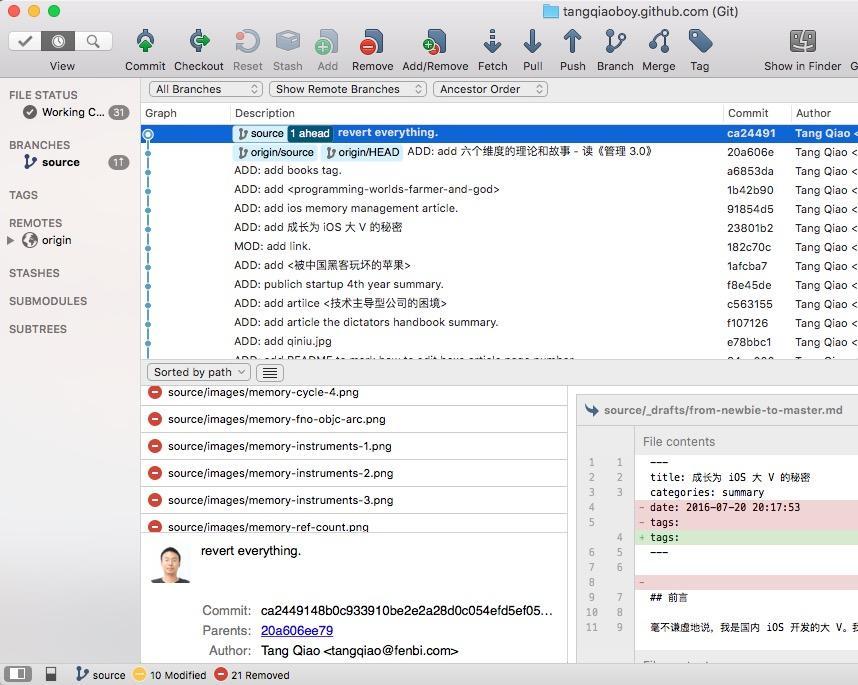 tangqiaoboy.github.com (Git)
View Commit Checkout Reset Stash Add Remove Add/Remove Fetch Pull Push Branch Merge Tag Show in Finder
FILE STATUS
Working C... 31
BRANCHES
source 1↑
TAGS
REMOTES
origin
STASHES
SUBMODULES
SUBTREES
All Branches Show Remote Branches Ancestor Order
Graph Description Commit Author
source 1 ahead revert everything. ca24491 Tang Qiao <
origin/source origin/HEAD ADD: add 六个维度的理论和故事 - 读《管理 3.0》 20a606e Tang Qiao <
ADD: add books tag. a6853da Tang Qiao <
ADD: add <programming-worlds-farmer-and-god> 1b42b90 Tang Qiao <
ADD: add ios memory management article. 91854d5 Tang Qiao <
ADD: add 成长为 iOS 大 V 的秘密 23801b2 Tang Qiao <
MOD: add link. 182c70c Tang Qiao <
ADD: add <被中国黑客玩坏的苹果> 1afcba7 Tang Qiao <
ADD: publich startup 4th year summary. f8e45de Tang Qiao <
ADD: add artilce <技术主导型公司的困境> c563155 Tang Qiao <
ADD: add article the dictators handbook summary. f107126 Tang Qiao <
ADD: add qiniu.jpg e78bbc1 Tang Qiao <
Sorted by path
source/images/memory-cycle-4.png
source/images/memory-fno-objc-arc.png
source/images/memory-instruments-1.png
source/images/memory-instruments-2.png
source/images/memory-instruments-3.png
source/images/memory-ref-count.png
revert everything.
Commit: ca2449148b0c933910be2e2a28d0c054efd5ef05...
Parents: 20a606ee79
Author: Tang Qiao <tangqiao@fenbi.com>
source/_drafts/from-newbie-to-master.md
File contents
1 1 ---
2 2 title: 成长为 iOS 大 V 的秘密
3 3 categories: summary
4 - date: 2016-07-20 20:17:53
5 - tags:
4 + tags:
6 5 ---
7 6
8 -
9 7 ## 前言
10 8
11 9 毫不谦虚地说，我是国内 iOS 开发的大 V。
source 10 Modified 21 Removed